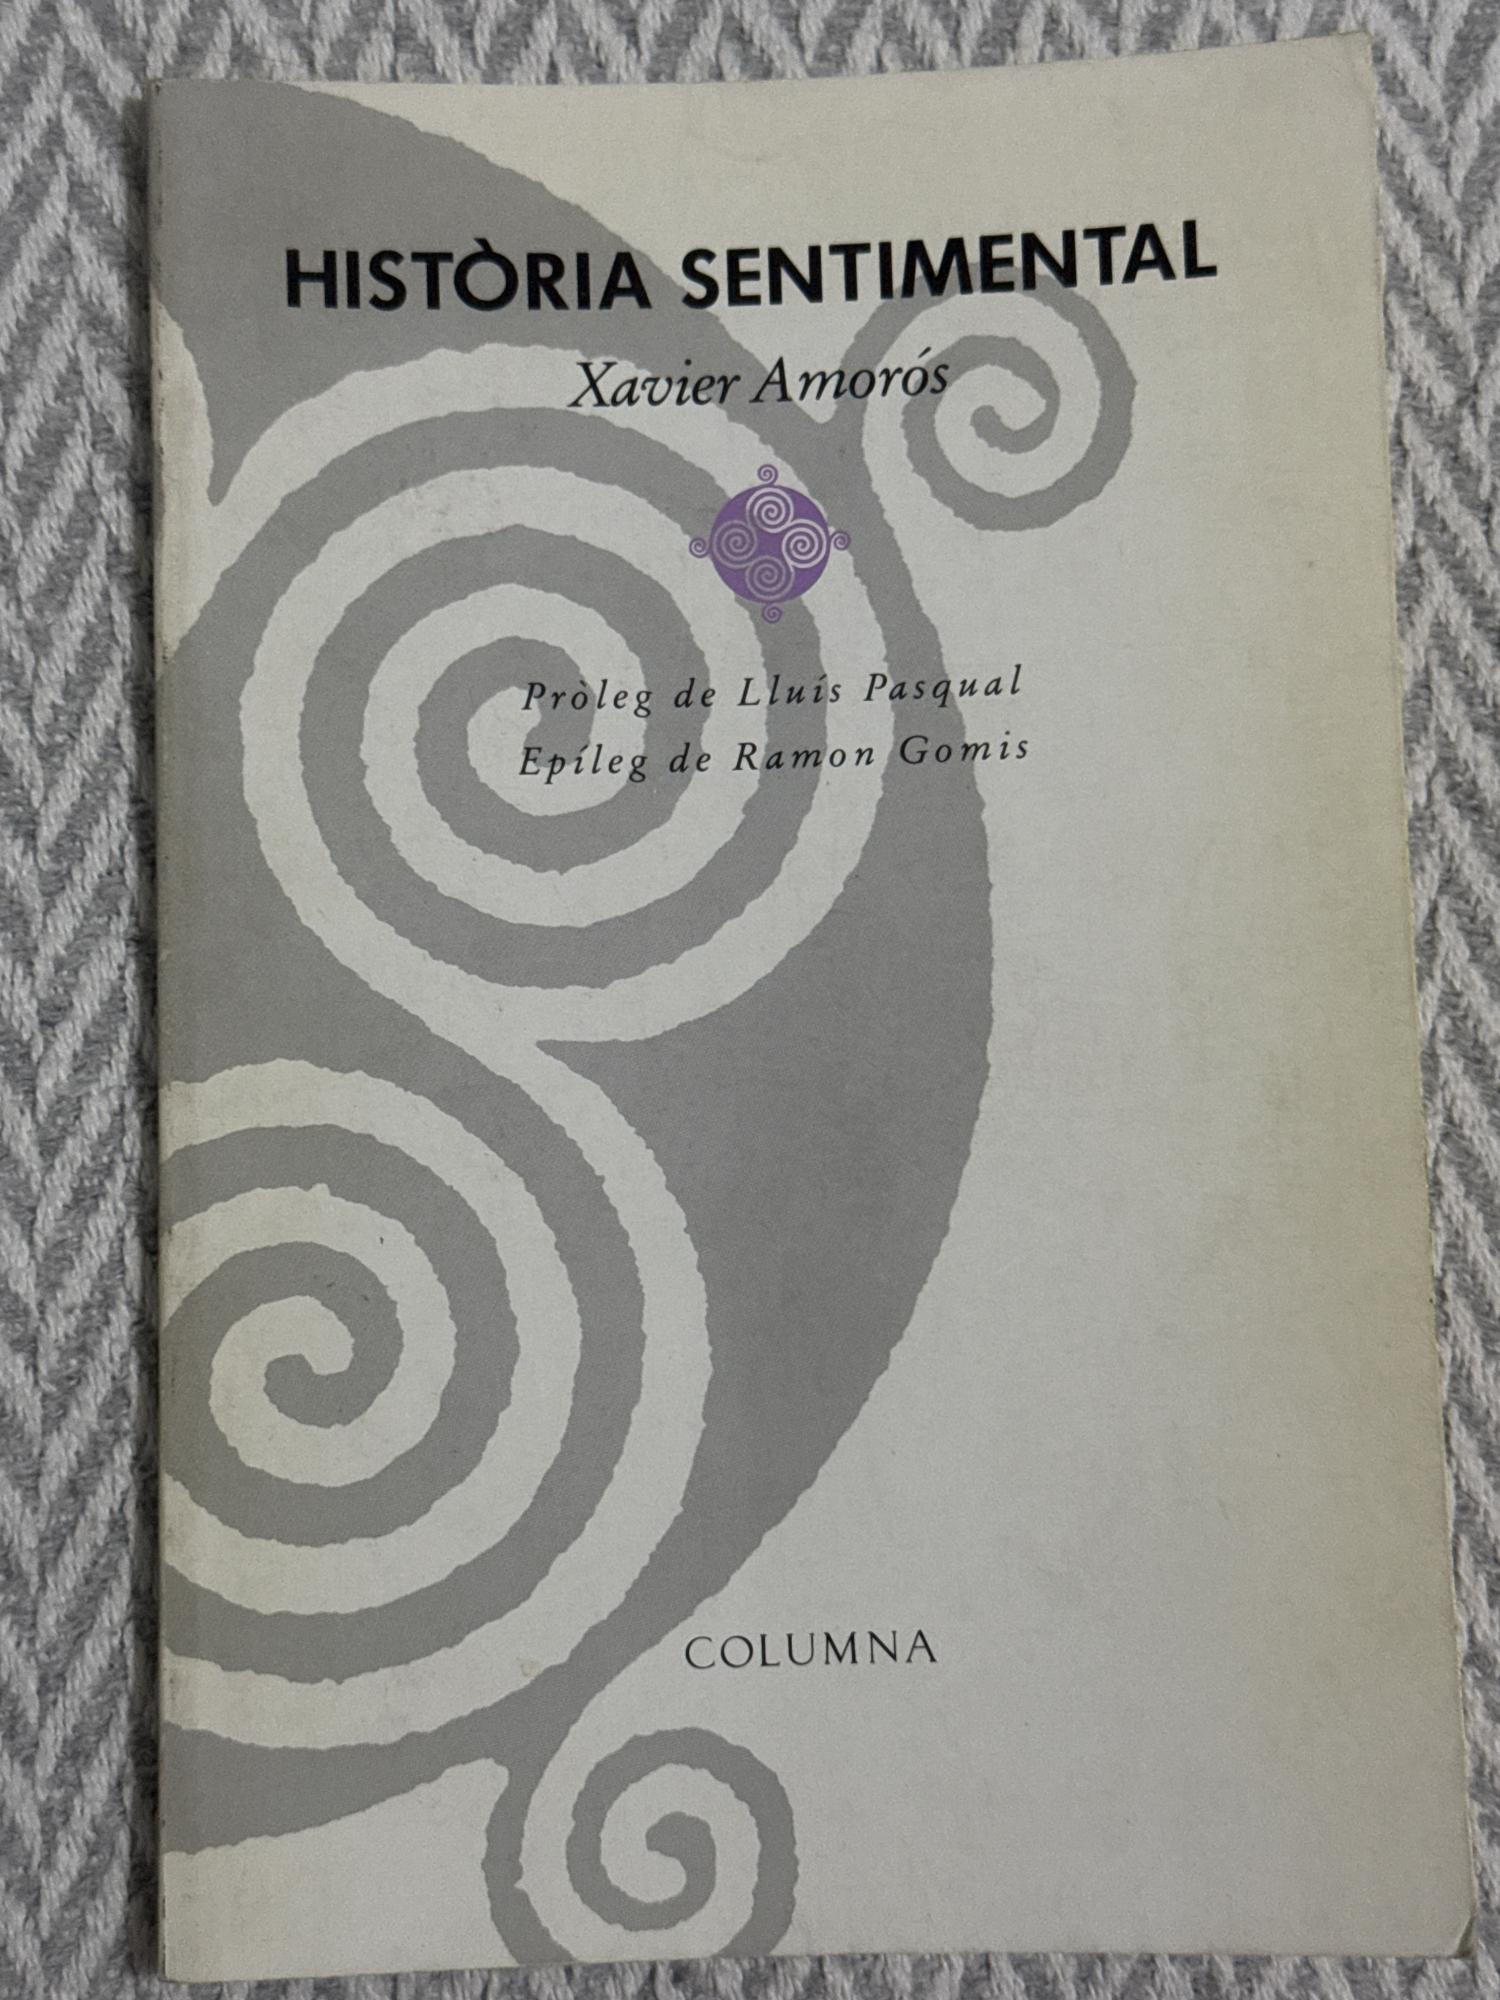 HISTÒRIA SENTIMENTAL
Xavier Amorós
Pròleg de Lluís Pasqual
Epíleg de Ramon Gomis
COLUMNA